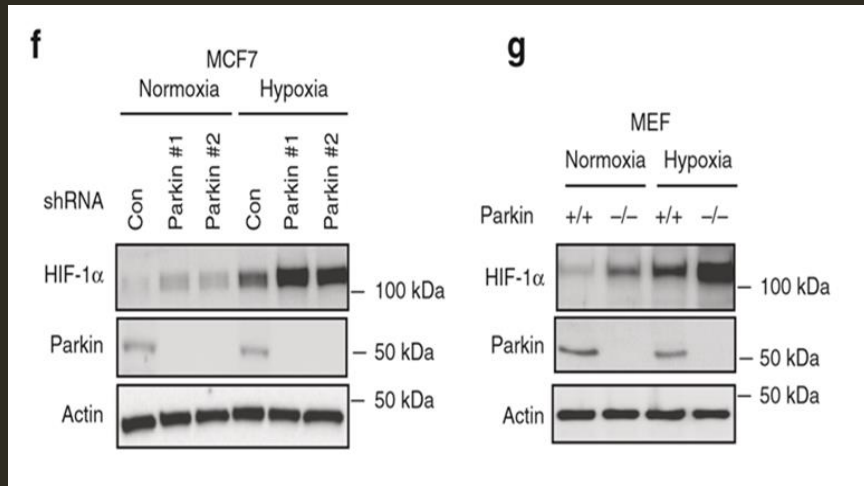 f
MCF7
Normoxia Hypoxia
shRNA Con Parkin #1 Parkin #2 Con Parkin #1 Parkin #2
HIF-1α 100 kDa
Parkin 50 kDa
Actin 50 kDa
g
MEF
Normoxia Hypoxia
Parkin +/+ –/– +/+ –/–
HIF-1α 100 kDa
Parkin 50 kDa
Actin 50 kDa